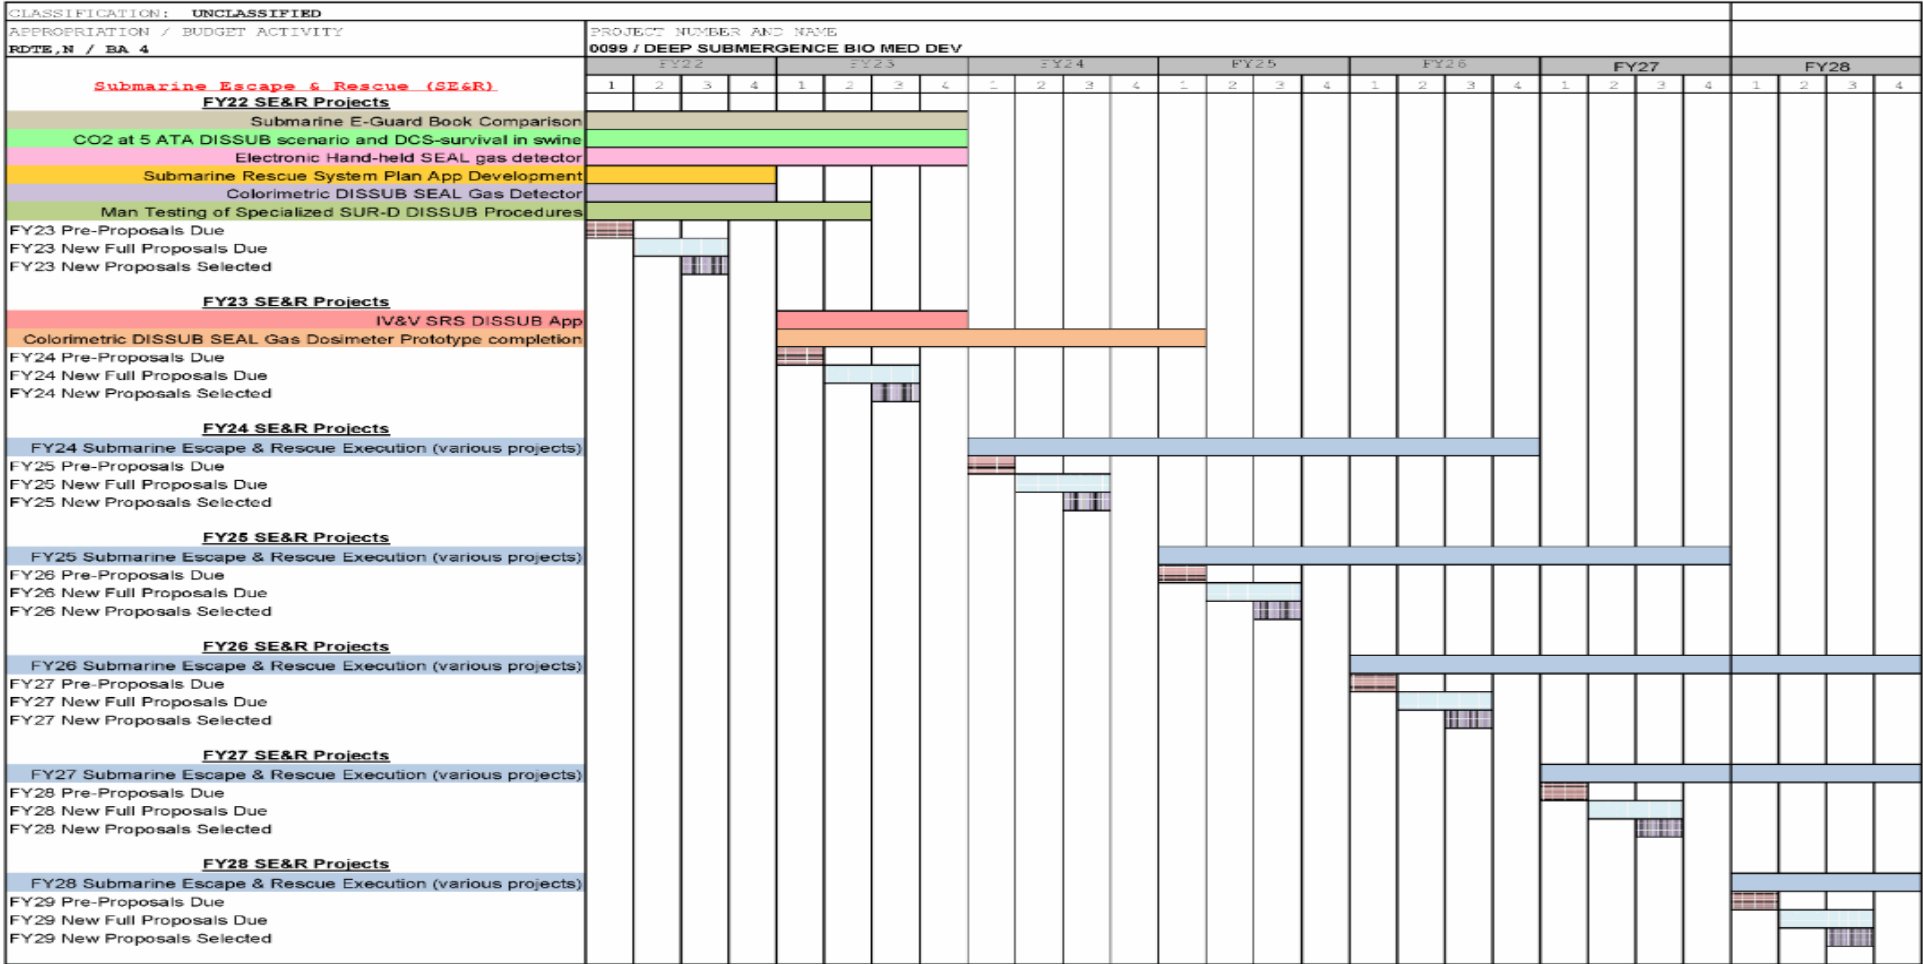 CLASSIFICATION: UNCLASSIFIED
APPROPRIATION / BUDGET ACTIVITY PROJECT NUMBER AND NAME
RDTE,N / BA 4 0099 / DEEP SUBMERGENCE BIO MED DEV
FY22 FY23 FY24 FY25 FY26 FY27 FY28
Submarine Escape & Rescue (SE&R) 1 2 3 4 1 2 3 4 1 2 3 4 1 2 3 4 1 2 3 4 1 2 3 4 1 2 3 4
FY22 SE&R Projects
Submarine E-Guard Book Comparison
CO2 at 5 ATA DISSUB scenario and DCS-survival in swine
Electronic Hand-held SEAL gas detector
Submarine Rescue System Plan App Development
Colorimetric DISSUB SEAL Gas Detector
Man Testing of Specialized SUR-D DISSUB Procedures
FY23 Pre-Proposals Due
FY23 New Full Proposals Due
FY23 New Proposals Selected
FY23 SE&R Projects
IV&V SRS DISSUB App
Colorimetric DISSUB SEAL Gas Dosimeter Prototype completion
FY24 Pre-Proposals Due
FY24 New Full Proposals Due
FY24 New Proposals Selected
FY24 SE&R Projects
FY24 Submarine Escape & Rescue Execution (various projects)
FY25 Pre-Proposals Due
FY25 New Full Proposals Due
FY25 New Proposals Selected
FY25 SE&R Projects
FY25 Submarine Escape & Rescue Execution (various projects)
FY26 Pre-Proposals Due
FY26 New Full Proposals Due
FY26 New Proposals Selected
FY26 SE&R Projects
FY26 Submarine Escape & Rescue Execution (various projects)
FY27 Pre-Proposals Due
FY27 New Full Proposals Due
FY27 New Proposals Selected
FY27 SE&R Projects
FY27 Submarine Escape & Rescue Execution (various projects)
FY28 Pre-Proposals Due
FY28 New Full Proposals Due
FY28 New Proposals Selected
FY28 SE&R Projects
FY28 Submarine Escape & Rescue Execution (various projects)
FY29 Pre-Proposals Due
FY29 New Full Proposals Due
FY29 New Proposals Selected